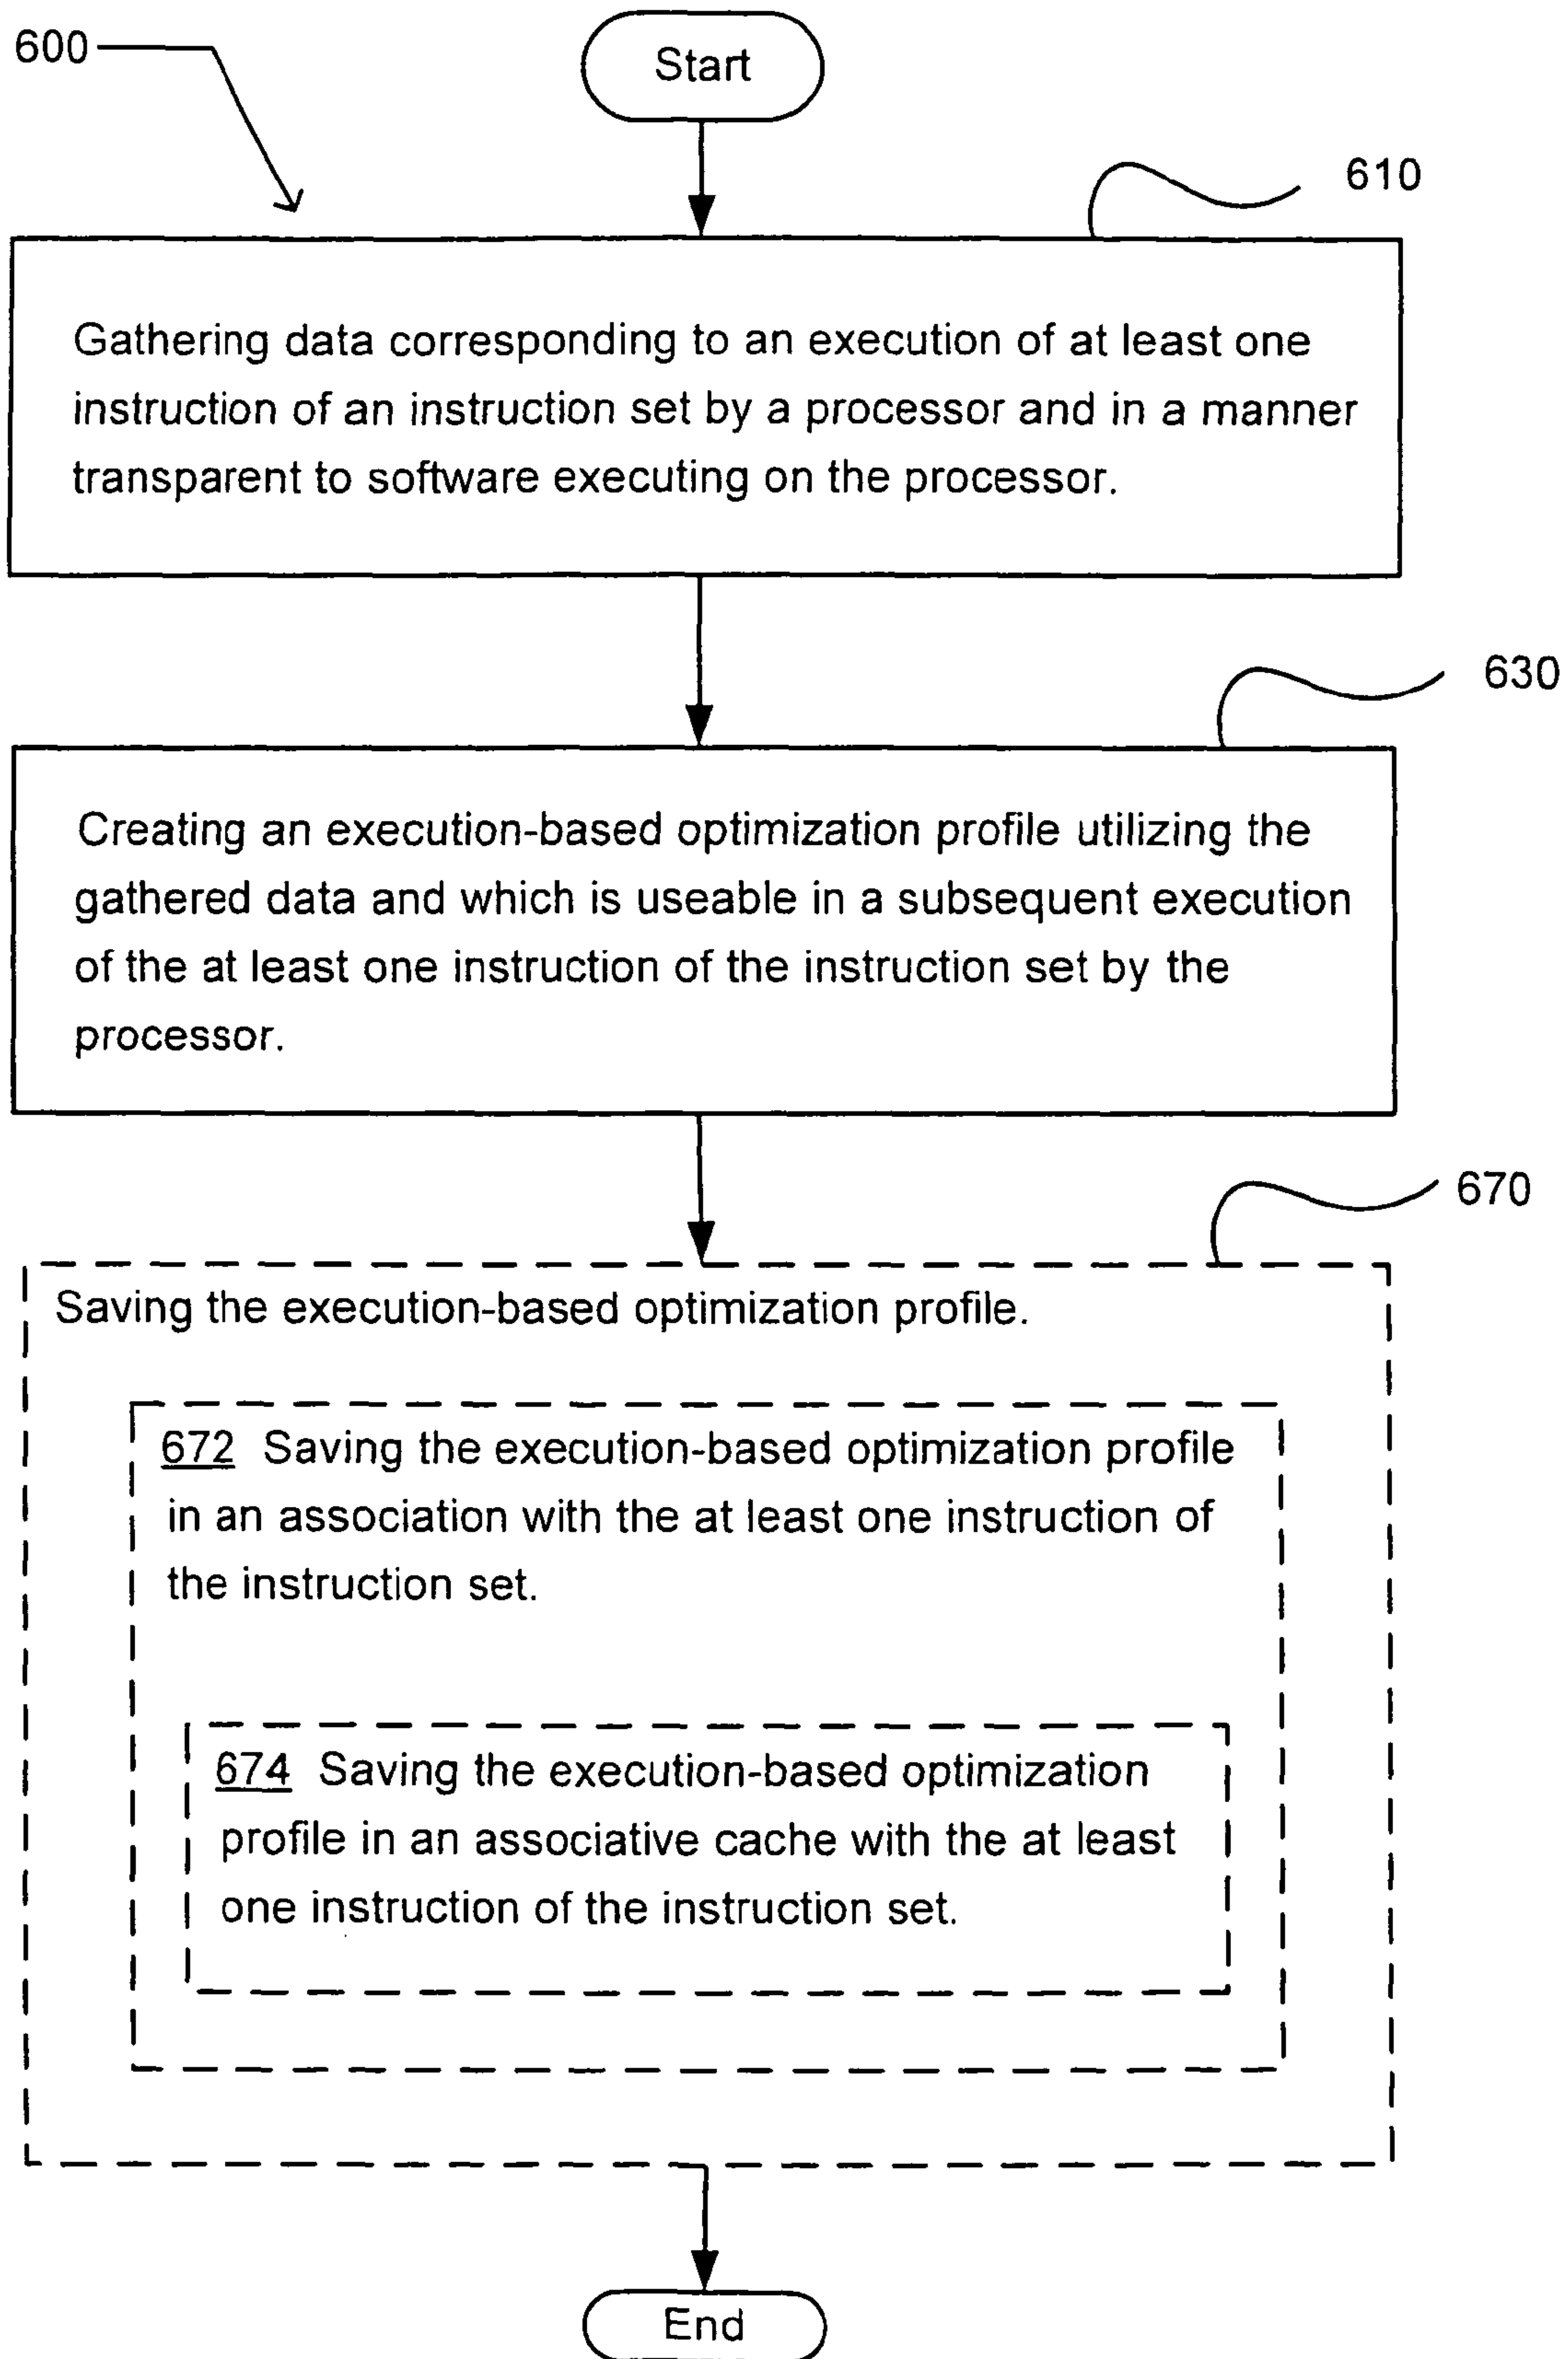 600
Start
610
Gathering data corresponding to an execution of at least one
instruction of an instruction set by a processor and in a manner
transparent to software executing on the processor.
630
Creating an execution-based optimization profile utilizing the
gathered data and which is useable in a subsequent execution
of the at least one instruction of the instruction set by the
processor.
670
Saving the execution-based optimization profile.
672 Saving the execution-based optimization profile
in an association with the at least one instruction of
the instruction set.
674 Saving the execution-based optimization
profile in an associative cache with the at least
one instruction of the instruction set.
End